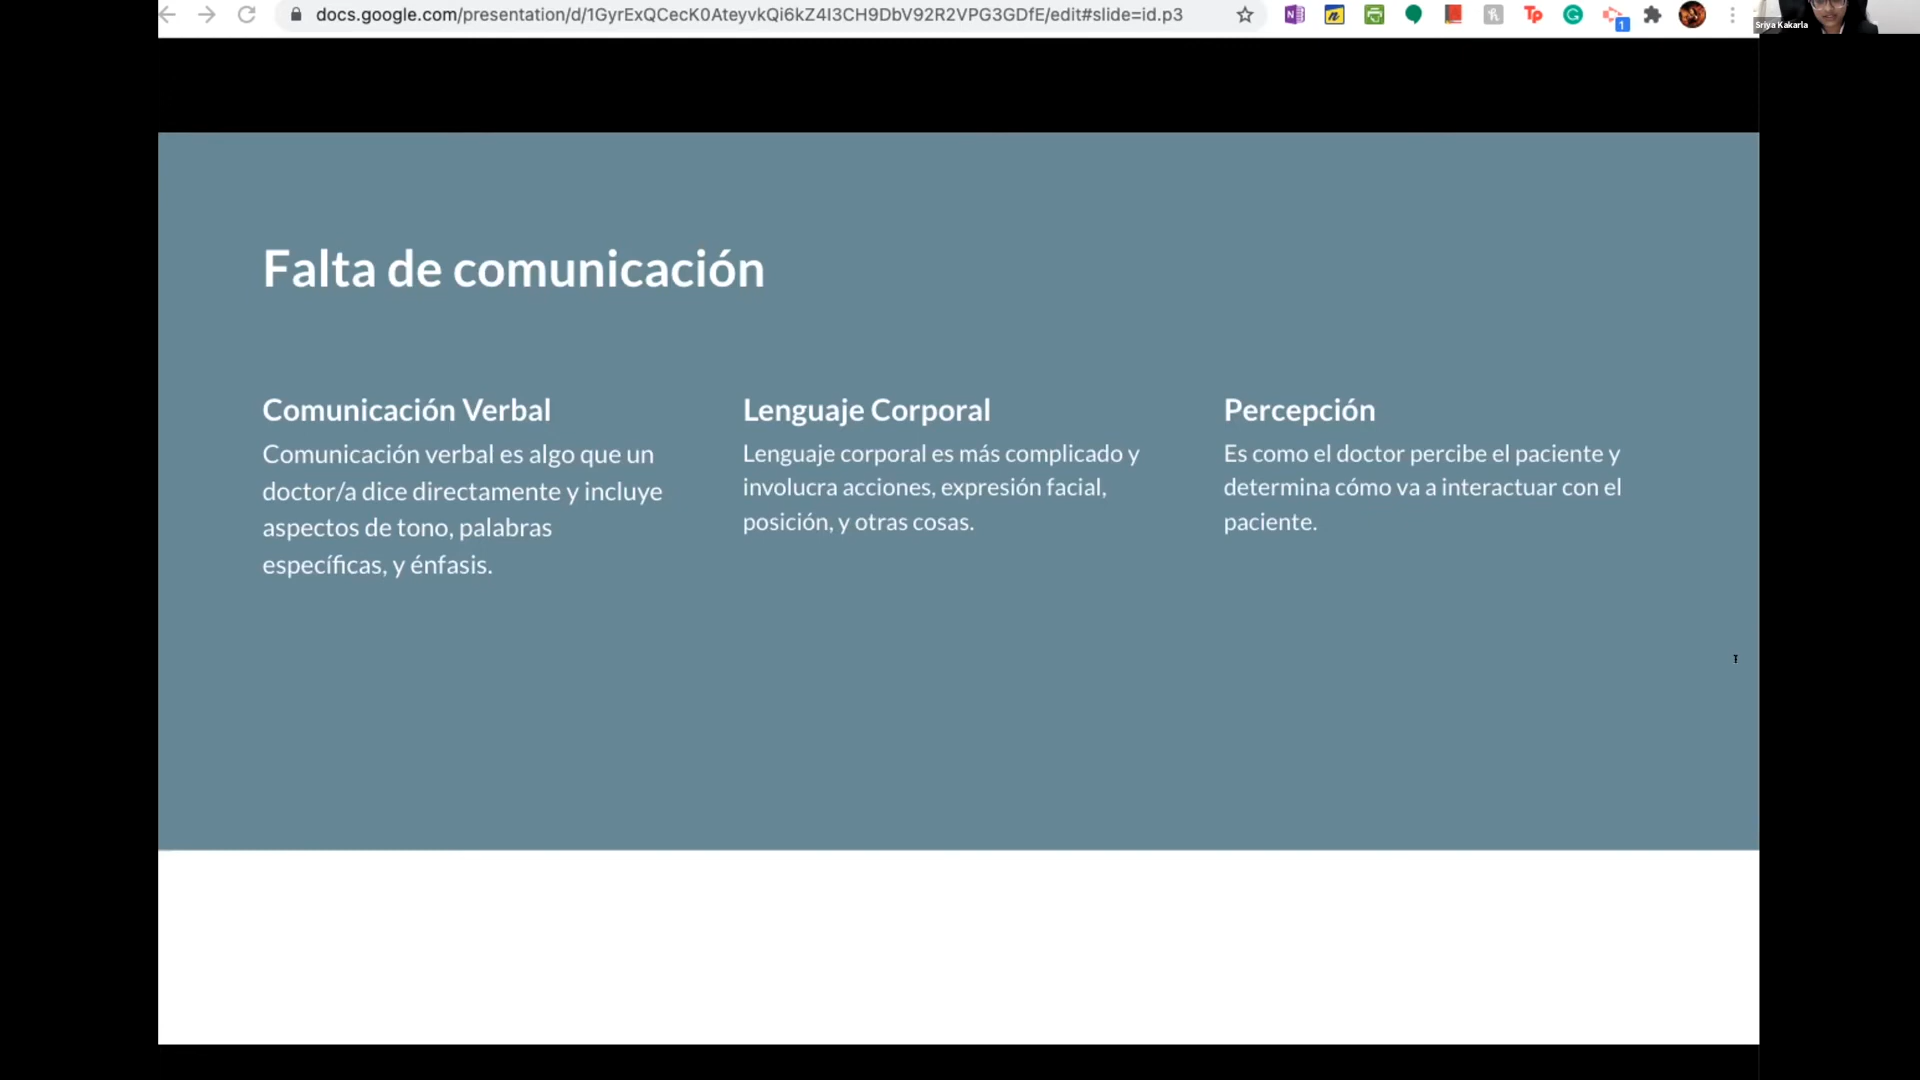 docs.google.com/presentation/d/1GyrExQCecK0AteyvkQi6kZ4I3CH9DbV92R2VPG3GDfE/edit#slide=id.p3
1
Sriya Kakarla
Falta de comunicación
Comunicación Verbal
Comunicación verbal es algo que un
doctor/a dice directamente y incluye
aspectos de tono, palabras
específicas, y énfasis.
Lenguaje Corporal
Lenguaje corporal es más complicado y
involucra acciones, expresión facial,
posición, y otras cosas.
Percepción
Es como el doctor percibe el paciente y
determina cómo va a interactuar con el
paciente.